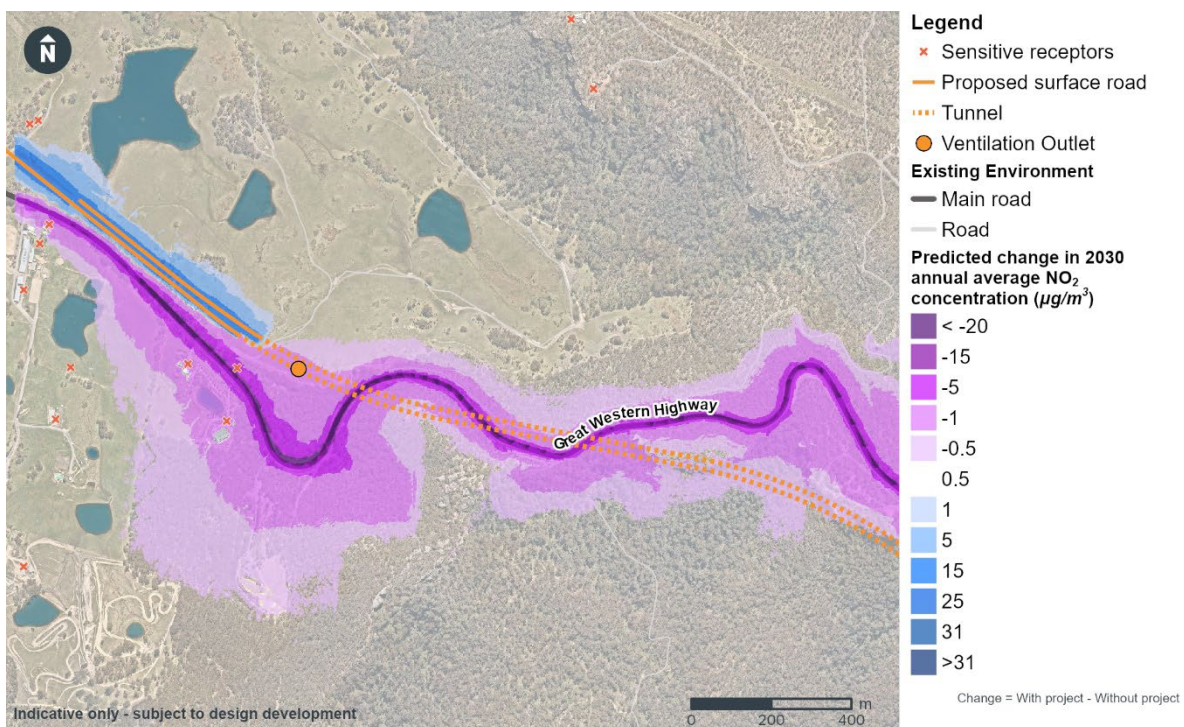 N
Great Western Highway
Indicative only - subject to design development
m
0 200 400
Legend
Sensitive receptors
Proposed surface road
Tunnel
Ventilation Outlet
Existing Environment
Main road
Road
Predicted change in 2030
annual average NO₂
concentration (µg/m³)
< -20
-15
-5
-1
-0.5
0.5
1
5
15
25
31
>31
Change = With project - Without project